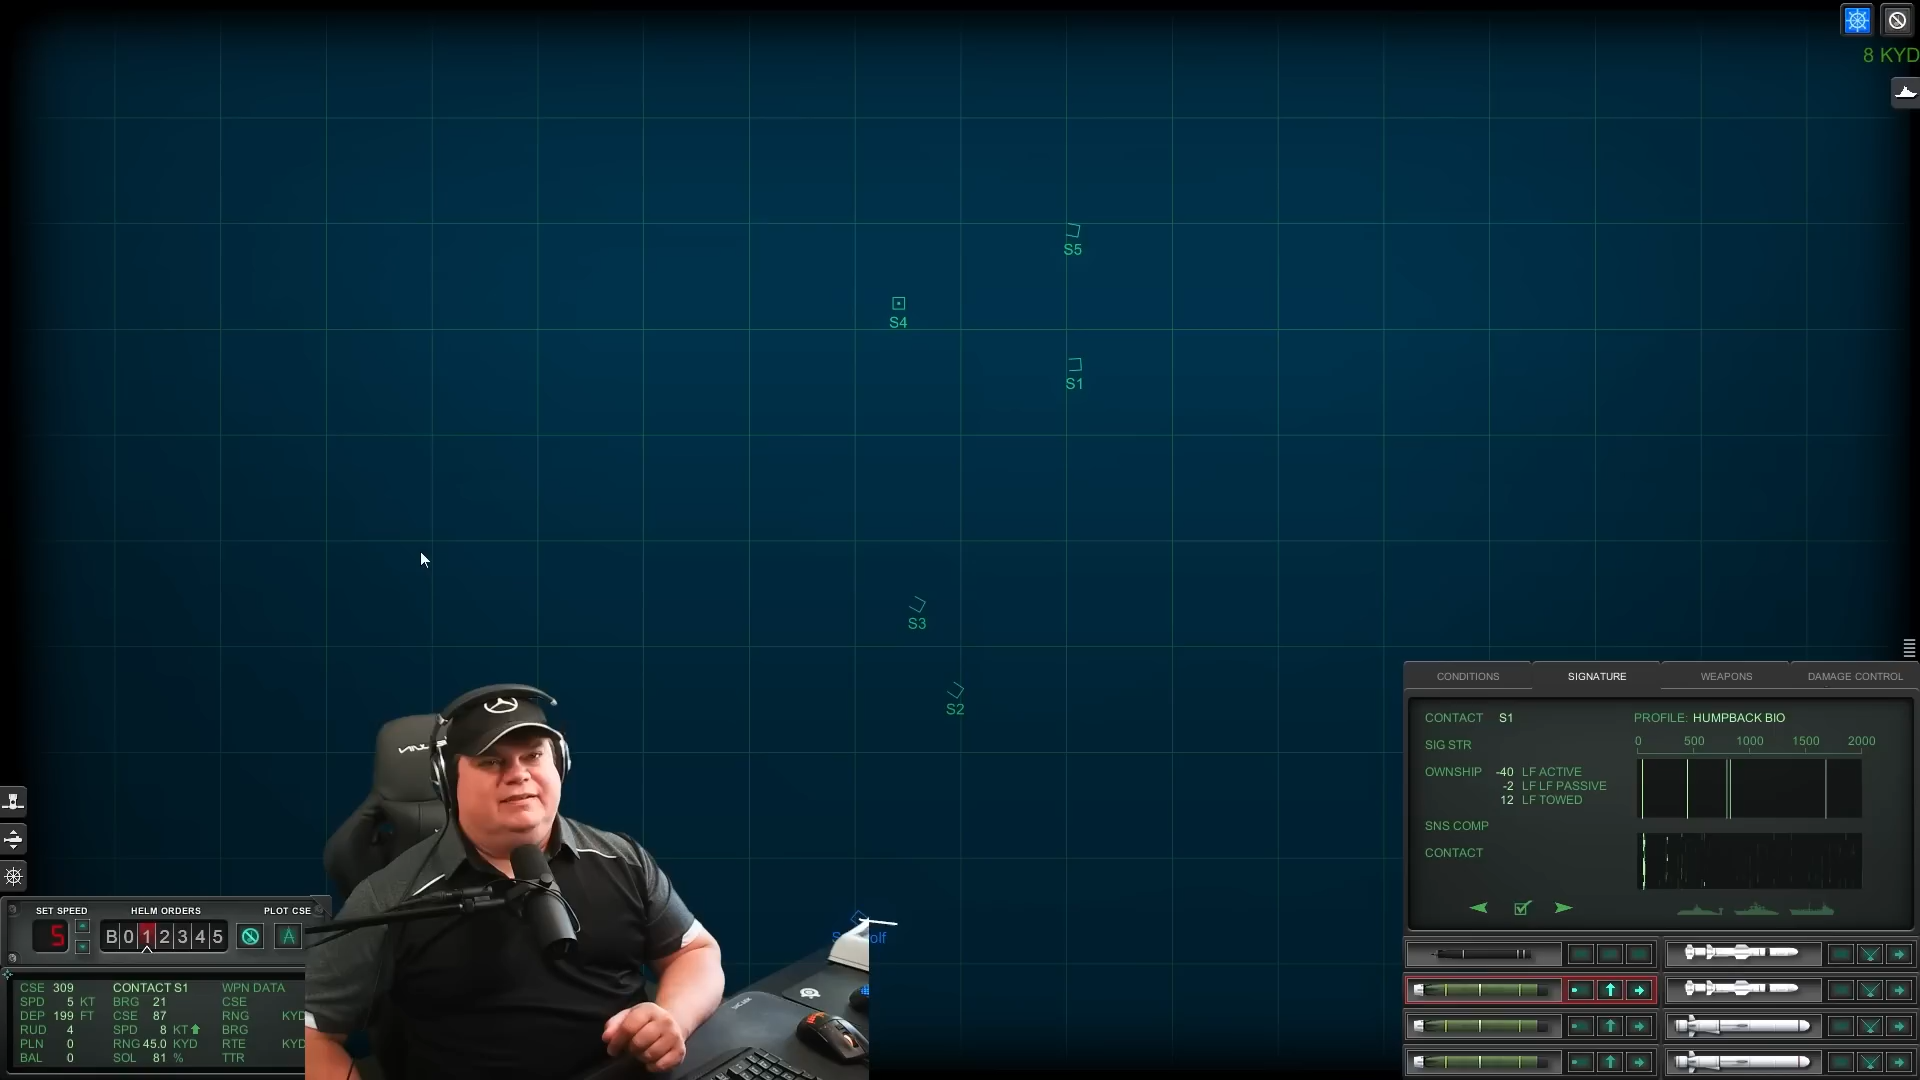 8 KYD
S5
S4
S1
S3
S2
CONDITIONS SIGNATURE WEAPONS DAMAGE CONTROL
CONTACT S1 PROFILE: HUMPBACK BIO
SIG STR 0 500 1000 1500 2000
OWNSHIP -40 LF ACTIVE
-2 LF LF PASSIVE
12 LF TOWED
SNS COMP
CONTACT
SET SPEED HELM ORDERS PLOT CSE
5 B 0 1 2 3 4 5
CSE 309 CONTACT S1 WPN DATA
SPD 5 KT BRG 21 CSE
DEP 199 FT CSE 87 RNG KYD
RUD 4 SPD 8 KT BRG
PLN 0 RNG 45.0 KYD RTE KYD
BAL 0 SOL 81 % TTR